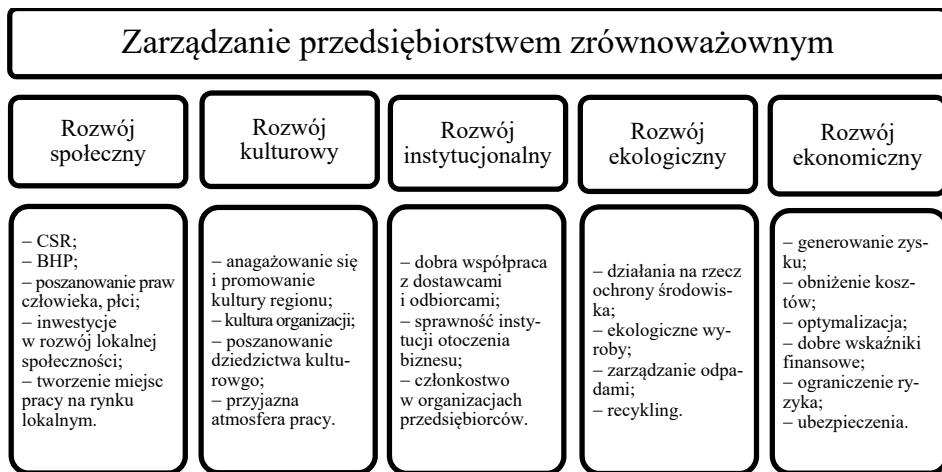 Zarządzanie przedsiębiorstwem zrównoważownym
Rozwój
społeczny
Rozwój
kulturowy
Rozwój
instytucjonalny
Rozwój
ekologiczny
Rozwój
ekonomiczny
– CSR;
– BHP;
– poszanowanie praw
człowieka, płci;
– inwestycje
w rozwój lokalnej
społeczności;
– tworzenie miejsc
pracy na rynku
lokalnym.
– anagażowanie się
i promowanie
kultury regionu;
– kultura organizacji;
– poszanowanie
dziedzictwa kultu-
rowgo;
– przyjazna
atmosfera pracy.
– dobra współpraca
z dostawcami
i odbiorcami;
– sprawność insty-
tucji otoczenia
biznesu;
– członkostwo
w organizacjach
przedsiębiorców.
– działania na rzecz
ochrony środowis-
ka;
– ekologiczne wy-
roby;
– zarządzanie odpa-
dami;
– recykling.
– generowanie zys-
ku;
– obniżenie kosz-
tów;
– optymalizacja;
– dobre wskaźniki
finansowe;
– ograniczenie ry-
zyka;
– ubezpieczenia.